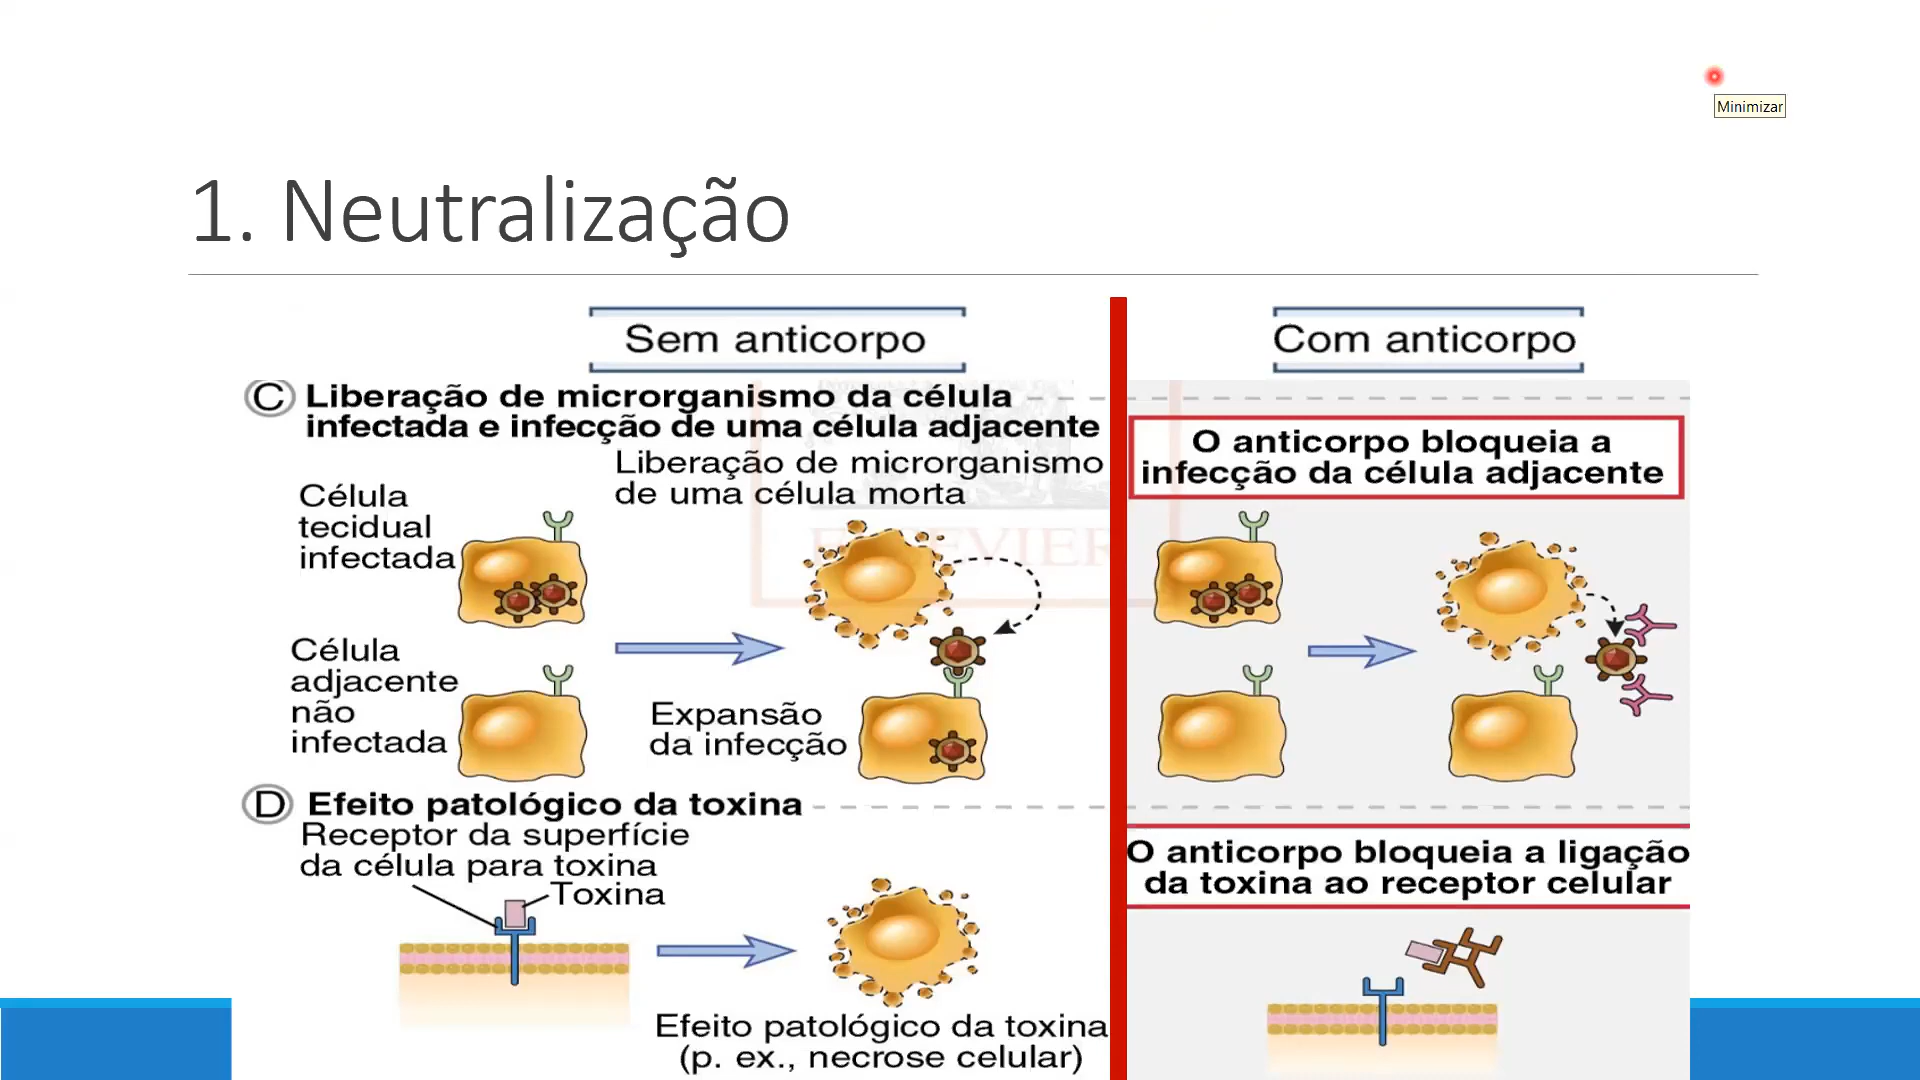 Minimizar
1. Neutralização
Sem anticorpo
Com anticorpo
C Liberação de microrganismo da célula
infectada e infecção de uma célula adjacente
Liberação de microrganismo
de uma célula morta
Célula
tecidual
infectada
Célula
adjacente
não
infectada
Expansão
da infecção
ELSEVIER
O anticorpo bloqueia a
infecção da célula adjacente
D Efeito patológico da toxina
Receptor da superfície
da célula para toxina
Toxina
Efeito patológico da toxina
(p. ex., necrose celular)
O anticorpo bloqueia a ligação
da toxina ao receptor celular